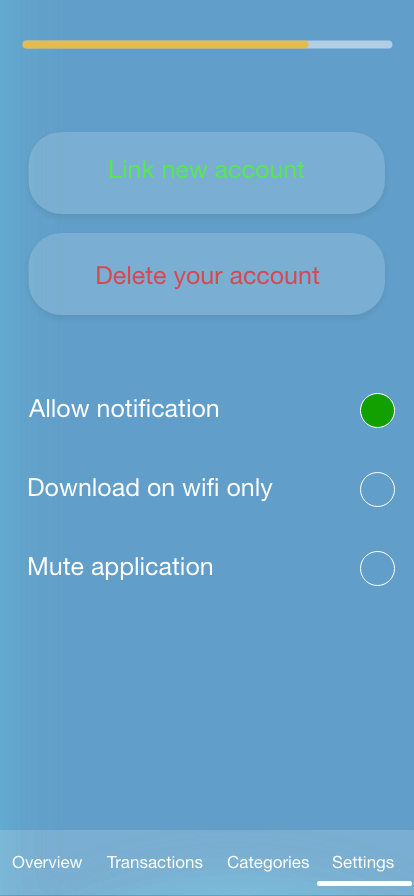 Link new account
Delete your account
Allow notification
Download on wifi only
Mute application
Overview Transactions Categories Settings